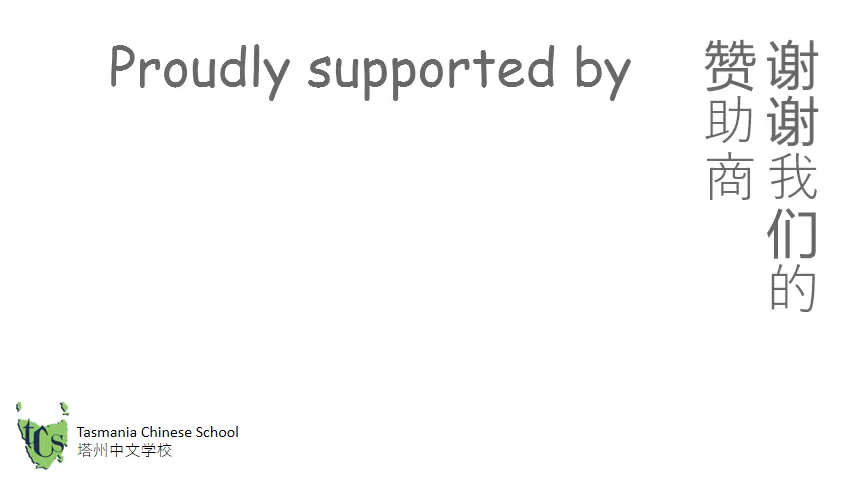 Proudly supported by
谢谢我们的
赞助商
tCs
Tasmania Chinese School
塔州中文学校